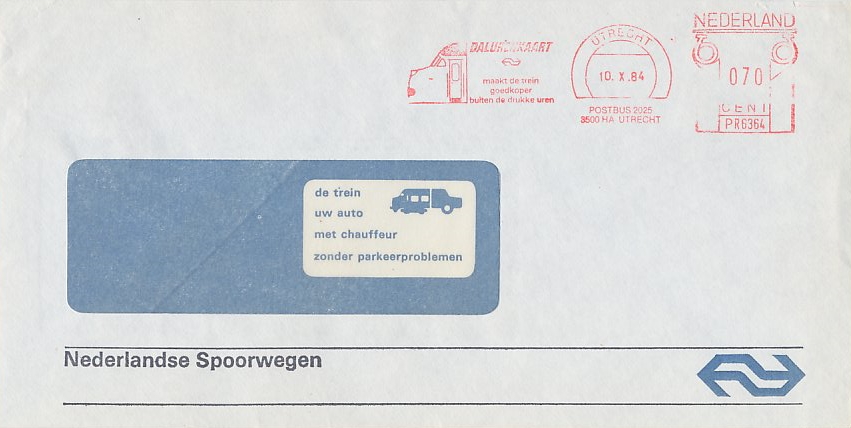 DALURENKAART
maakt de trein
goedkoper
buiten de drukke uren
UTRECHT
10. X. 84
POSTBUS 2025
3500 HA UTRECHT
NEDERLAND
070
CENT
PR6364
de trein
uw auto
met chauffeur
zonder parkeerproblemen
Nederlandse Spoorwegen